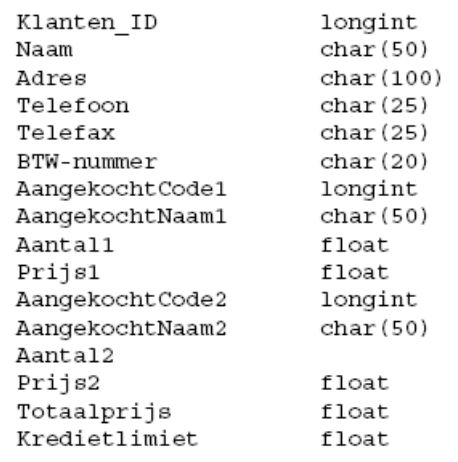 Klanten_ID longint
Naam char(50)
Adres char(100)
Telefoon char(25)
Telefax char(25)
BTW-nummer char(20)
AangekochtCode1 longint
AangekochtNaam1 char(50)
Aantal1 float
Prijs1 float
AangekochtCode2 longint
AangekochtNaam2 char(50)
Aantal2
Prijs2 float
Totaalprijs float
Kredietlimiet float